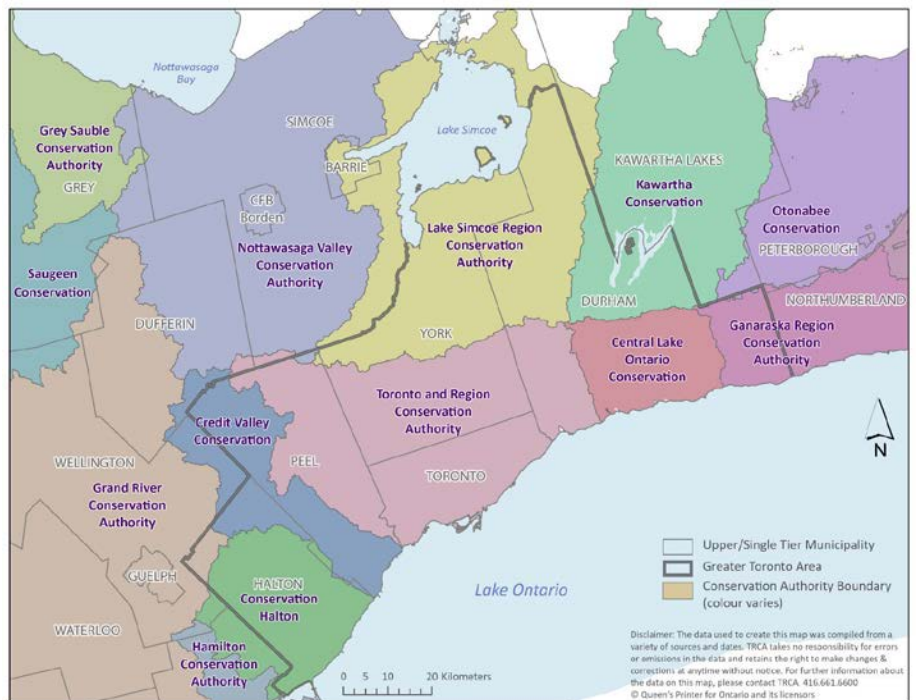 Nottawasaga
Bay
SIMCOE
Lake Simcoe
Grey Sauble
Conservation
Authority
GREY
BARRIE
KAWARTHA LAKES
Kawartha
Conservation
CFB
Borden
Otonabee
Conservation
PETERBOROUGH
Nottawasaga Valley
Conservation
Authority
Lake Simcoe Region
Conservation
Authority
Saugeen
Conservation
DUFFERIN
YORK
DURHAM
NORTHUMBERLAND
Central Lake
Ontario
Conservation
Ganaraska Region
Conservation
Authority
Toronto and Region
Conservation
Authority
Credit Valley
Conservation
PEEL
TORONTO
WELLINGTON
Grand River
Conservation
Authority
GUELPH
HALTON
Conservation
Halton
WATERLOO
Hamilton
Conservation
Authority
Lake Ontario
N
Upper/Single Tier Municipality
Greater Toronto Area
Conservation Authority Boundary
(colour varies)
0 5 10 20 Kilometers
Disclaimer: The data used to create this map was compiled from a
variety of sources and dates. TRCA takes no responsibility for errors
or omissions in the data and retains the right to make changes &
corrections at anytime without notice. For further information about
the data on this map, please contact TRCA 416.661.6600
© Queen's Printer for Ontario and its licensors